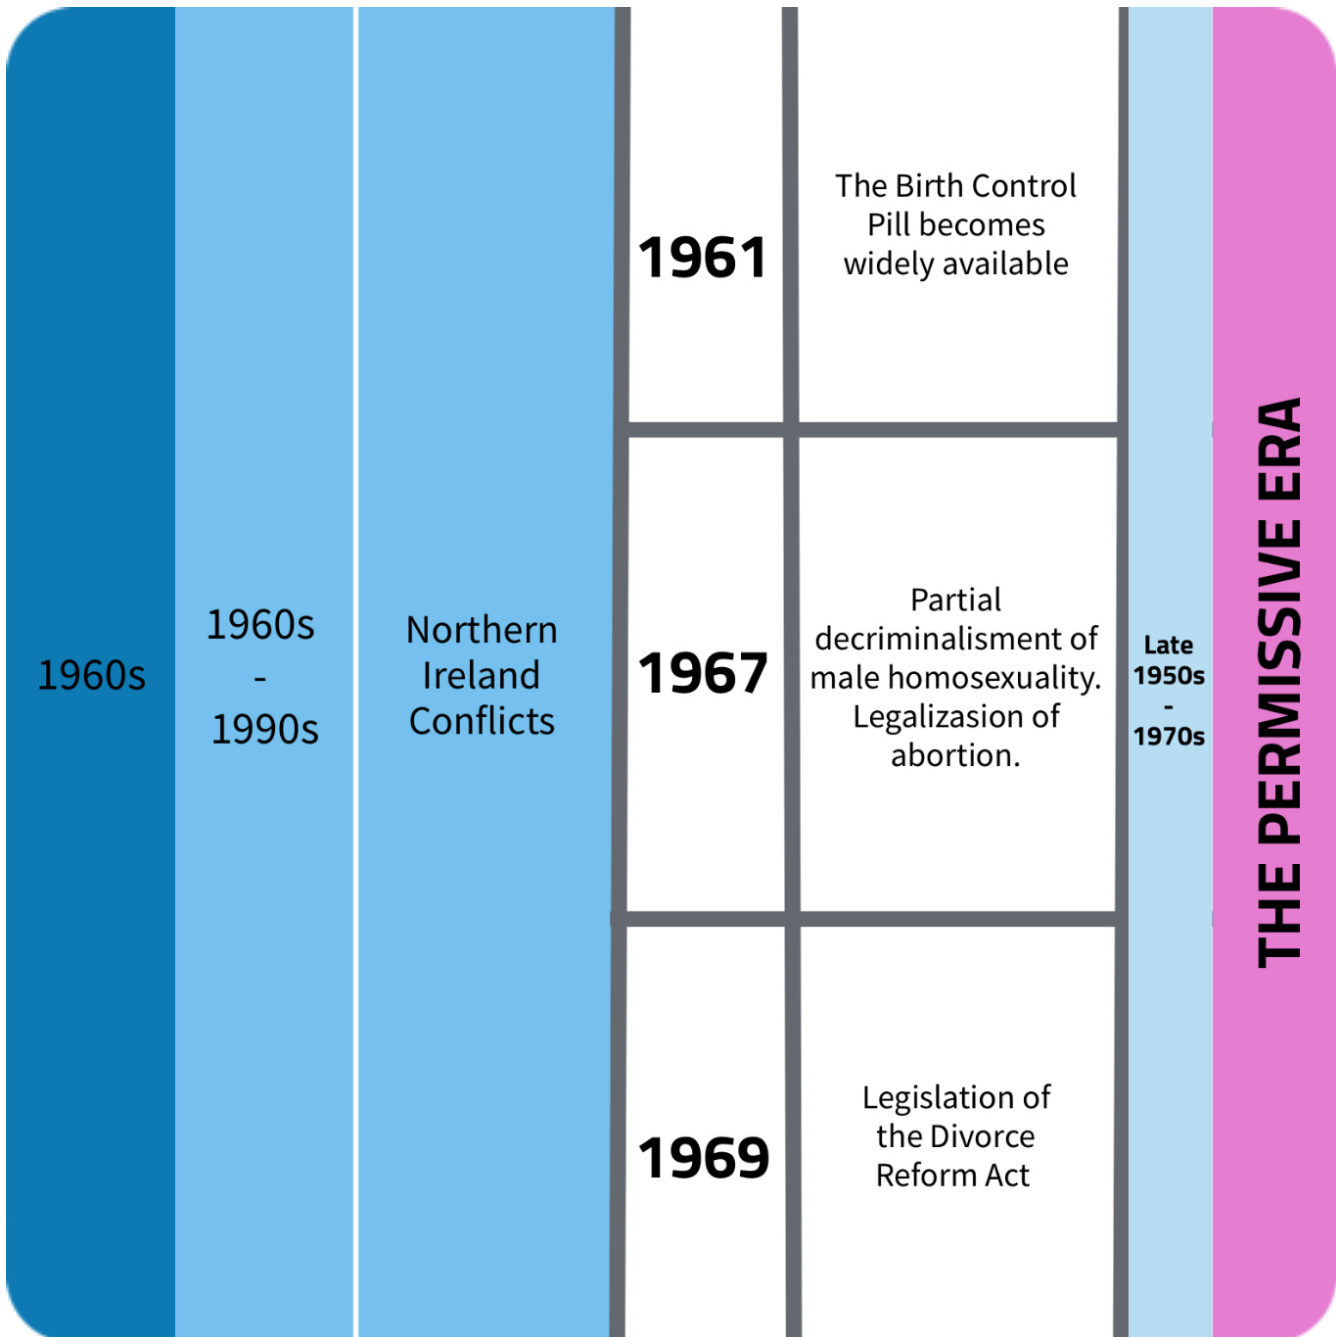 1960s
1960s
-
1990s
Northern
Ireland
Conflicts
1961
The Birth Control
Pill becomes
widely available
1967
Partial
decriminalisment of
male homosexuality.
Legalizasion of
abortion.
1969
Legislation of
the Divorce
Reform Act
Late
1950s
-
1970s
THE PERMISSIVE ERA